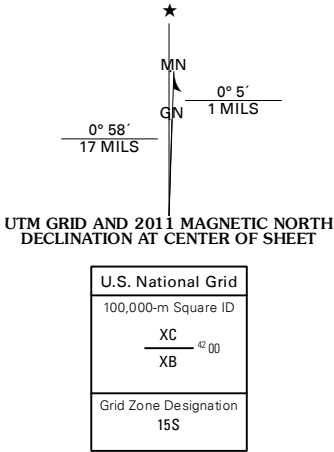 ★
MN
0° 5´
1 MILS
GN
0° 58´
17 MILS
UTM GRID AND 2011 MAGNETIC NORTH
DECLINATION AT CENTER OF SHEET
U.S. National Grid
100,000-m Square ID
XC
42 00
XB
Grid Zone Designation
15S